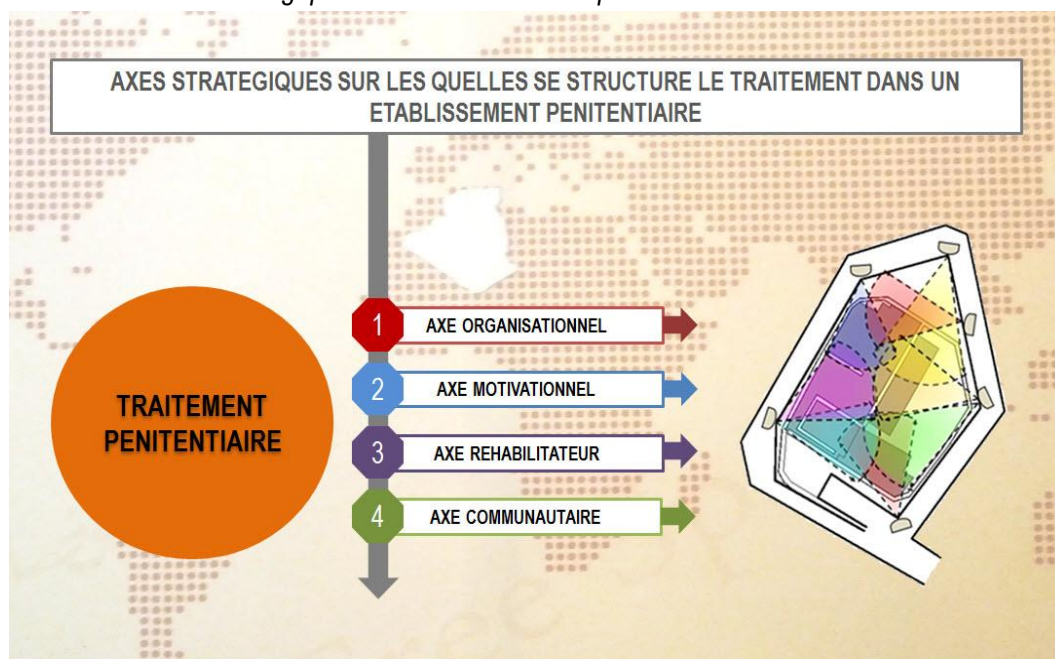 AXES STRATEGIQUES SUR LES QUELLES SE STRUCTURE LE TRAITEMENT DANS UN
ETABLISSEMENT PENITENTIAIRE
TRAITEMENT
PENITENTIAIRE
1 AXE ORGANISATIONNEL
2 AXE MOTIVATIONNEL
3 AXE REHABILITATEUR
4 AXE COMMUNAUTAIRE